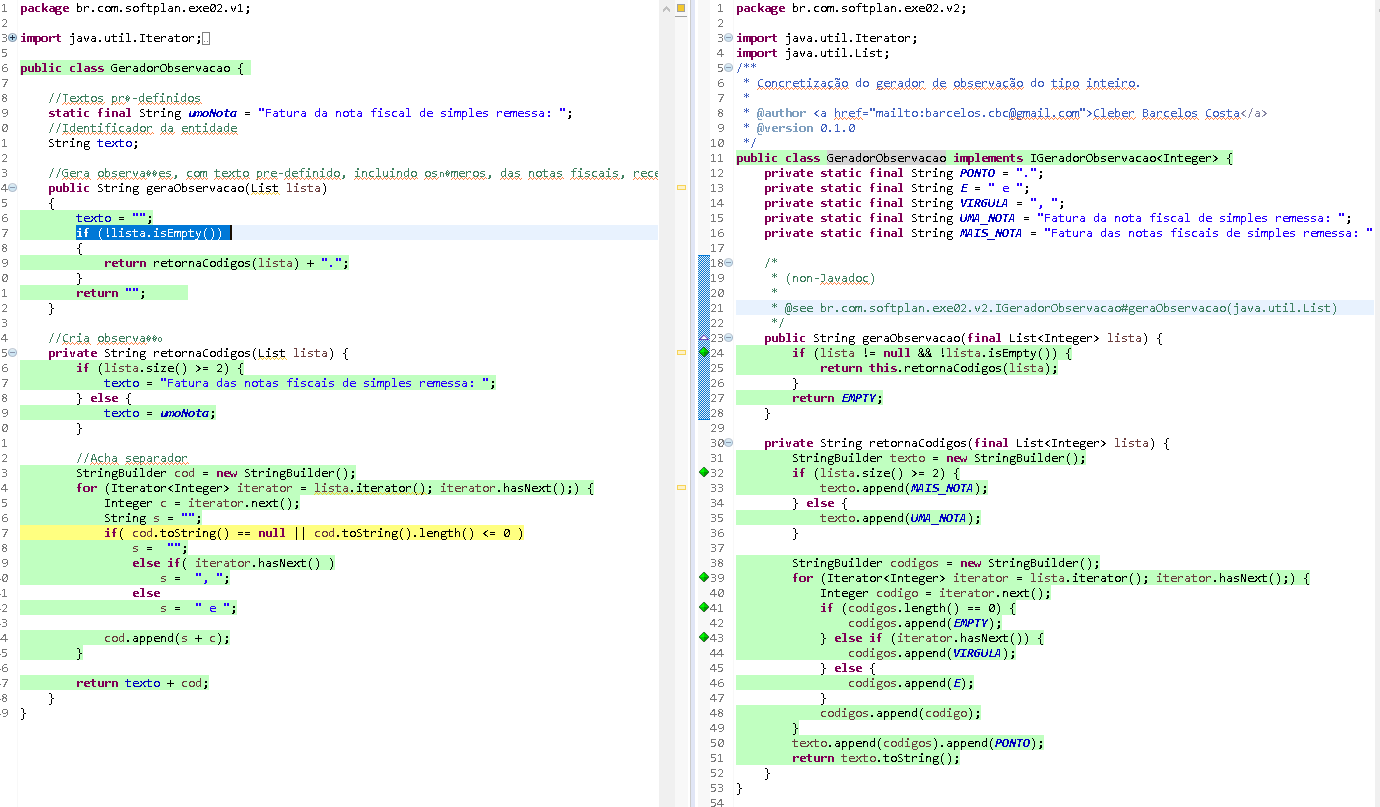 1 package br.com.softplan.exe02.v1;
2
3 import java.util.Iterator;
5
6 public class GeradorObservacao {
7
8 //Textos pr�-definidos
9 static final String umoNota = "Fatura da nota fiscal de simples remessa: ";
0 //Identificador da entidade
1 String texto;
2
3 //Gera observa��es, com texto pre-definido, incluindo osn�meros, das notas fiscais, rece
4 public String geraObservacao(List lista)
5 {
6 texto = "";
7 if (!lista.isEmpty())
8 {
9 return retornaCodigos(lista) + ".";
0 }
1 return "";
2 }
3
4 //Cria observa��o
5 private String retornaCodigos(List lista) {
6 if (lista.size() >= 2) {
7 texto = "Fatura das notas fiscais de simples remessa: ";
8 } else {
9 texto = umoNota;
0 }
1
2 //Acha separador
3 StringBuilder cod = new StringBuilder();
4 for (Iterator<Integer> iterator = lista.iterator(); iterator.hasNext();) {
5 Integer c = iterator.next();
6 String s = "";
7 if( cod.toString() == null || cod.toString().length() <= 0 )
8 s = "";
9 else if( iterator.hasNext() )
0 s = ", ";
1 else
2 s = " e ";
3
4 cod.append(s + c);
5 }
6
7 return texto + cod;
8 }
9 }
1 package br.com.softplan.exe02.v2;
2
3 import java.util.Iterator;
4 import java.util.List;
5 /**
6 * Concretização do gerador de observação do tipo inteiro.
7 *
8 * @author <a href="mailto:barcelos.cbc@gmail.com">Cleber Barcelos Costa</a>
9 * @version 0.1.0
10 */
11 public class GeradorObservacao implements IGeradorObservacao<Integer> {
12 private static final String PONTO = ".";
13 private static final String E = " e ";
14 private static final String VIRGULA = ", ";
15 private static final String UMA_NOTA = "Fatura da nota fiscal de simples remessa: ";
16 private static final String MAIS_NOTA = "Fatura das notas fiscais de simples remessa: "
17
18 /*
19 * (non-Javadoc)
20 *
21 * @see br.com.softplan.exe02.v2.IGeradorObservacao#geraObservacao(java.util.List)
22 */
23 public String geraObservacao(final List<Integer> lista) {
24 if (lista != null && !lista.isEmpty()) {
25 return this.retornaCodigos(lista);
26 }
27 return EMPTY;
28 }
29
30 private String retornaCodigos(final List<Integer> lista) {
31 StringBuilder texto = new StringBuilder();
32 if (lista.size() >= 2) {
33 texto.append(MAIS_NOTA);
34 } else {
35 texto.append(UMA_NOTA);
36 }
37
38 StringBuilder codigos = new StringBuilder();
39 for (Iterator<Integer> iterator = lista.iterator(); iterator.hasNext();) {
40 Integer codigo = iterator.next();
41 if (codigos.length() == 0) {
42 codigos.append(EMPTY);
43 } else if (iterator.hasNext()) {
44 codigos.append(VIRGULA);
45 } else {
46 codigos.append(E);
47 }
48 codigos.append(codigo);
49 }
50 texto.append(codigos).append(PONTO);
51 return texto.toString();
52 }
53 }
54